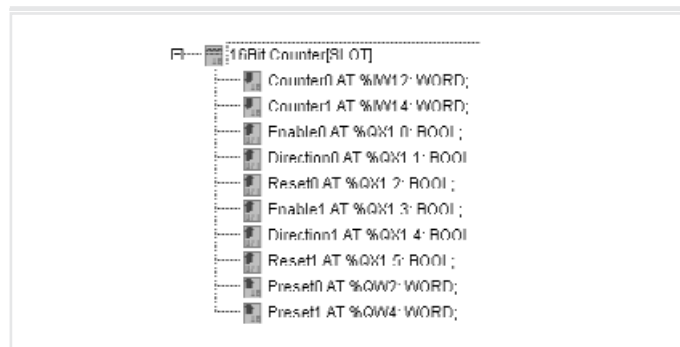 16Bit Counter[SLOT]
Counter0 AT %IW12: WORD;
Counter1 AT %IW14: WORD;
Enable0 AT %QX1.0: BOOL;
Direction0 AT %QX1.1: BOOL
Reset0 AT %QX1.2: BOOL;
Enable1 AT %QX1.3: BOOL;
Direction1 AT %QX1.4: BOOL
Reset1 AT %QX1.5: BOOL;
Preset0 AT %QW2: WORD;
Preset1 AT %QW4: WORD;